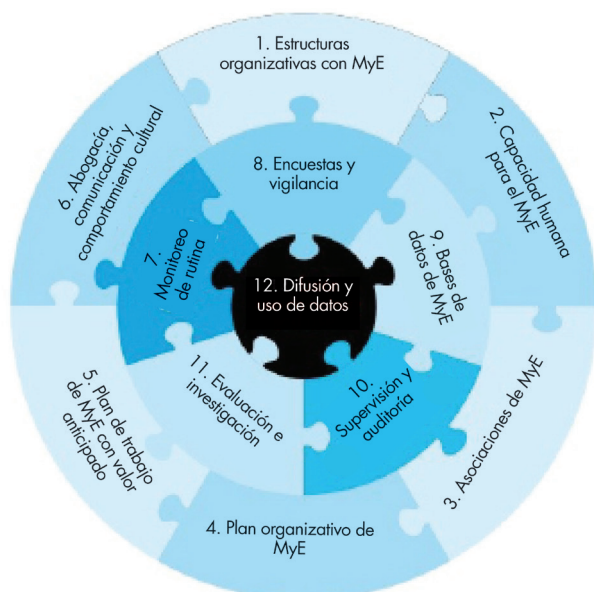 1. Estructuras
organizativas con MyE
2. Capacidad humana
para el MyE
3. Asociaciones de MyE
4. Plan organizativo de
MyE
5. Plan de trabajo
de MyE con valor
anticipado
6. Abogacía,
comunicación y
comportamiento cultural
7.
Monitoreo
de rutina
8. Encuestas y
vigilancia
9. Bases de
datos de MyE
10.
Supervisión y
auditoría
11. Evaluación e
investigación
12. Difusión y
uso de datos